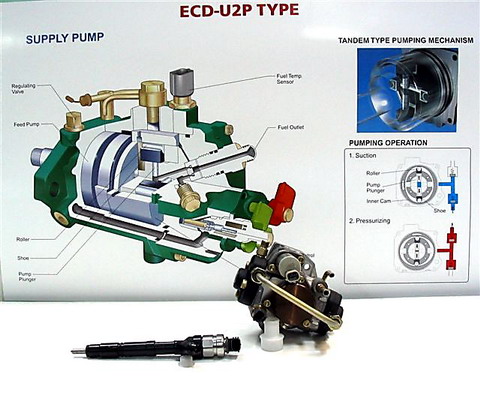 ECD-U2P TYPE
SUPPLY PUMP
TANDEM TYPE PUMPING MECHANISM
Regulating
Valve
Fuel Temp
Sensor
Feed Pump
Fuel Outlet
PUMPING OPERATION
1. Suction
Roller
Pump
Plunger
Inner Cam
Shoe
2. Pressurizing
Roller
Shoe
Pump
Plunger